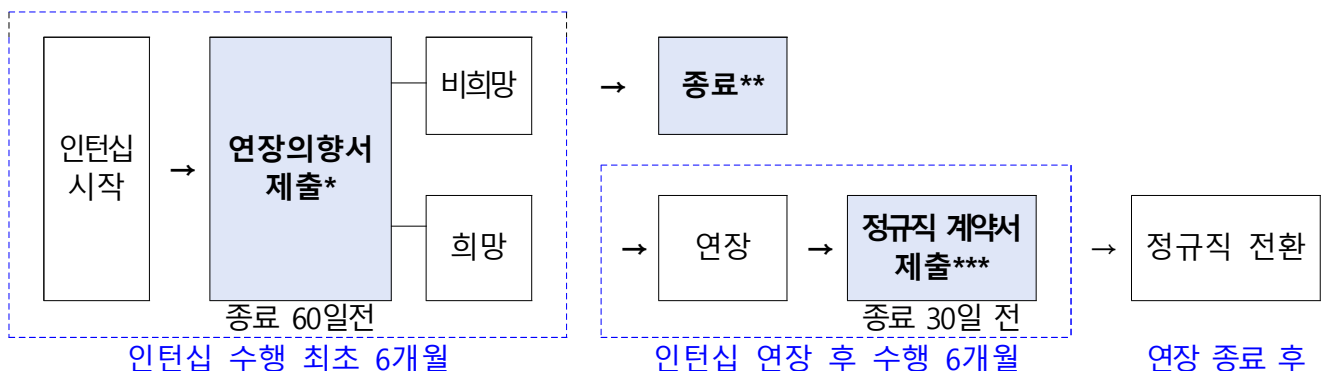 인턴십
시작
→
연장의향서
제출*
종료 60일전
비희망
희망
인턴십 수행 최초 6개월
→
종료**
→
연장
→
정규직 계약서
제출***
종료 30일 전
인턴십 연장 후 수행 6개월
→
정규직 전환
연장 종료 후